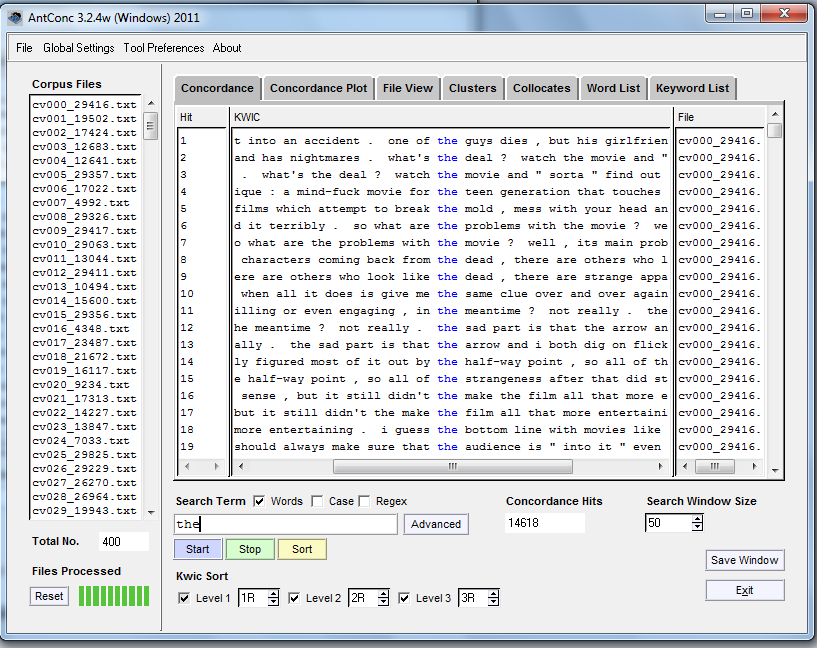 AntConc 3.2.4w (Windows) 2011
File Global Settings Tool Preferences About
Corpus Files
cv000_29416.txt
cv001_19502.txt
cv002_17424.txt
cv003_12683.txt
cv004_12641.txt
cv005_29357.txt
cv006_17022.txt
cv007_4992.txt
cv008_29326.txt
cv009_29417.txt
cv010_29063.txt
cv011_13044.txt
cv012_29411.txt
cv013_10494.txt
cv014_15600.txt
cv015_29356.txt
cv016_4348.txt
cv017_23487.txt
cv018_21672.txt
cv019_16117.txt
cv020_9234.txt
cv021_17313.txt
cv022_14227.txt
cv023_13847.txt
cv024_7033.txt
cv025_29825.txt
cv026_29229.txt
cv027_26270.txt
cv028_26964.txt
cv029_19943.txt
Total No. 400
Files Processed
Reset
Concordance Concordance Plot File View Clusters Collocates Word List Keyword List
Hit KWIC File
1 t into an accident . one of the guys dies , but his girlfrien cv000_29416.
2 and has nightmares . what's the deal ? watch the movie and " cv000_29416.
3 . what's the deal ? watch the movie and " sorta " find out cv000_29416.
4 ique : a mind-fuck movie for the teen generation that touches cv000_29416.
5 films which attempt to break the mold , mess with your head an cv000_29416.
6 d it terribly . so what are the problems with the movie ? we cv000_29416.
7 o what are the problems with the movie ? well , its main prob cv000_29416.
8 characters coming back from the dead , there are others who l cv000_29416.
9 ere are others who look like the dead , there are strange appa cv000_29416.
10 when all it does is give me the same clue over and over again cv000_29416.
11 illing or even engaging , in the meantime ? not really . the cv000_29416.
12 he meantime ? not really . the sad part is that the arrow an cv000_29416.
13 ally . the sad part is that the arrow and i both dig on flick cv000_29416.
14 ly figured most of it out by the half-way point , so all of th cv000_29416.
15 e half-way point , so all of the strangeness after that did st cv000_29416.
16 sense , but it still didn't the make the film all that more e cv000_29416.
17 but it still didn't the make the film all that more entertaini cv000_29416.
18 more entertaining . i guess the bottom line with movies like cv000_29416.
19 should always make sure that the audience is " into it " even cv000_29416.
Search Term Words Case Regex
the
Advanced
Start Stop Sort
Concordance Hits
14618
Search Window Size
50
Kwic Sort
Level 1 1R Level 2 2R Level 3 3R
Save Window
Exit